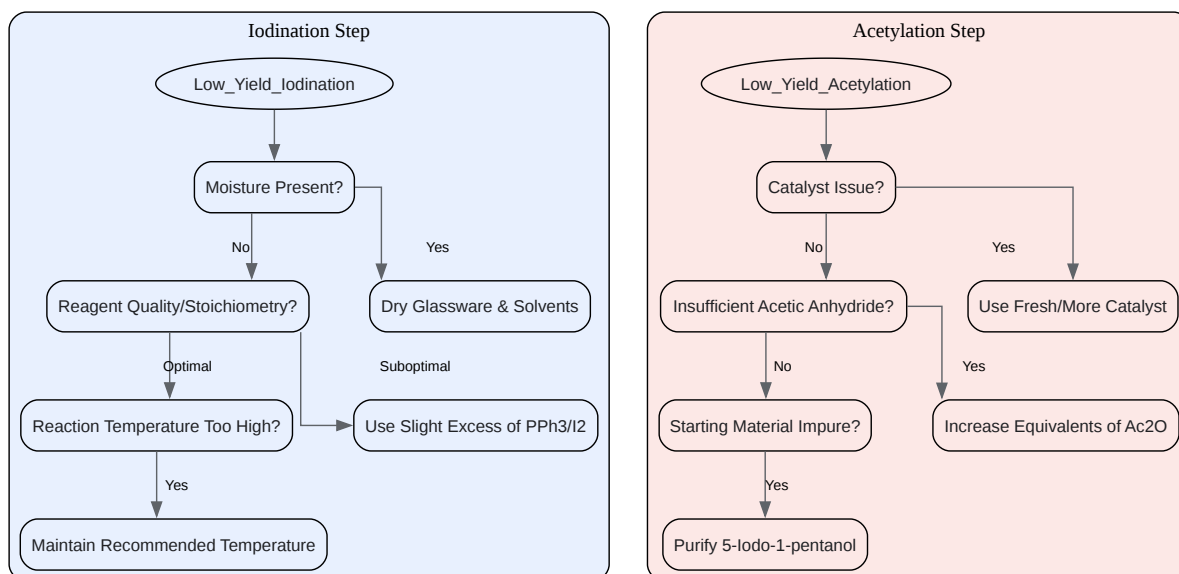 Iodination Step
Low_Yield_Iodination
Moisture Present?
No
Yes
Reagent Quality/Stoichiometry?
Dry Glassware & Solvents
Optimal
Suboptimal
Reaction Temperature Too High?
Use Slight Excess of PPh3/I2
Yes
Maintain Recommended Temperature
Acetylation Step
Low_Yield_Acetylation
Catalyst Issue?
No
Yes
Insufficient Acetic Anhydride?
Use Fresh/More Catalyst
No
Yes
Starting Material Impure?
Increase Equivalents of Ac2O
Yes
Purify 5-Iodo-1-pentanol